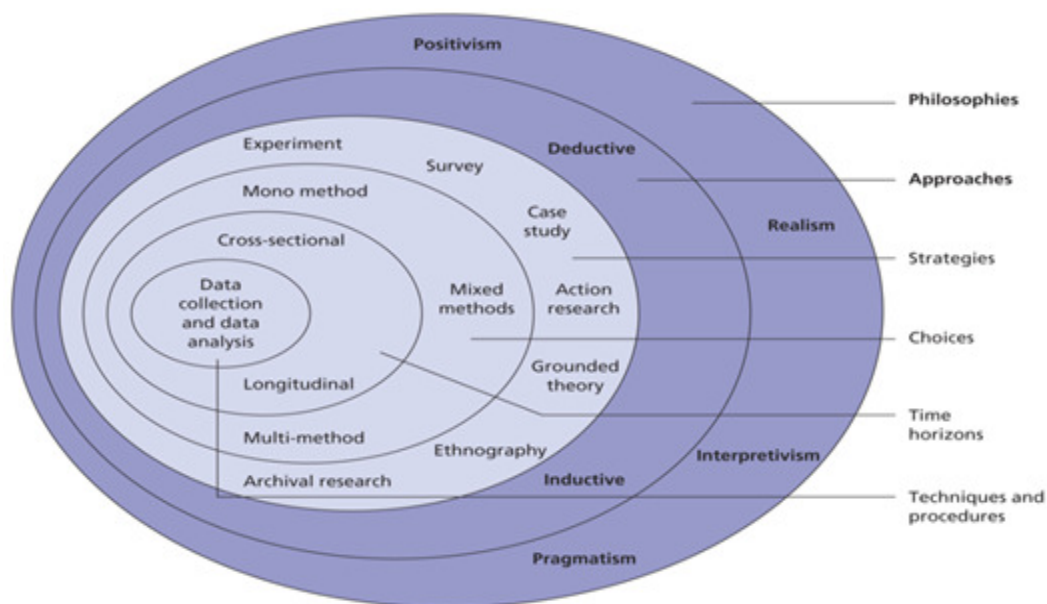 Positivism
Philosophies
Experiment
Deductive
Survey
Approaches
Mono method
Case
study
Realism
Cross-sectional
Strategies
Data
collection
and data
analysis
Mixed
methods
Action
research
Choices
Longitudinal
Grounded
theory
Time
horizons
Multi-method
Ethnography
Interpretivism
Archival research
Inductive
Techniques and
procedures
Pragmatism